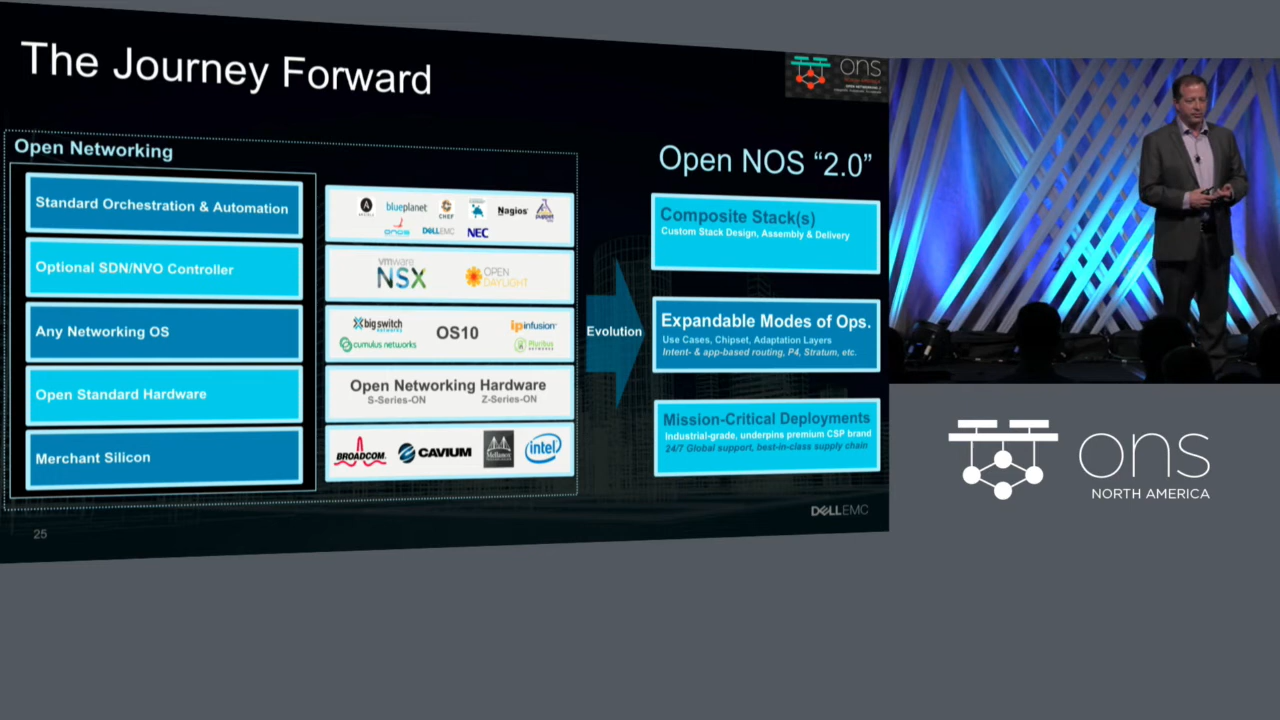 The Journey Forward
ons
Open Networking
Standard Orchestration & Automation
Optional SDN/NVO Controller
Any Networking OS
Open Standard Hardware
Merchant Silicon
blueplanet
CHEF
Nagios
puppet
DELLEMC
NEC
vmware
NSX
OPEN
DAYLIGHT
big switch
OS10
ipinfusion
cumulus networks
Pluribus
NETWORKS
Open Networking Hardware
S-Series-ON Z-Series-ON
BROADCOM
CAVIUM
Mellanox
intel
Evolution
Open NOS “2.0”
Composite Stack(s)
Custom Stack Design, Assembly & Delivery
Expandable Modes of Ops.
Use Cases, Chipset, Adaptation Layers
Intent- & app-based routing, P4, Stratum, etc.
Mission-Critical Deployments
Industrial-grade, underpins premium CSP brand
24/7 Global support, best-in-class supply chain
DELLEMC
25
ons
NORTH AMERICA